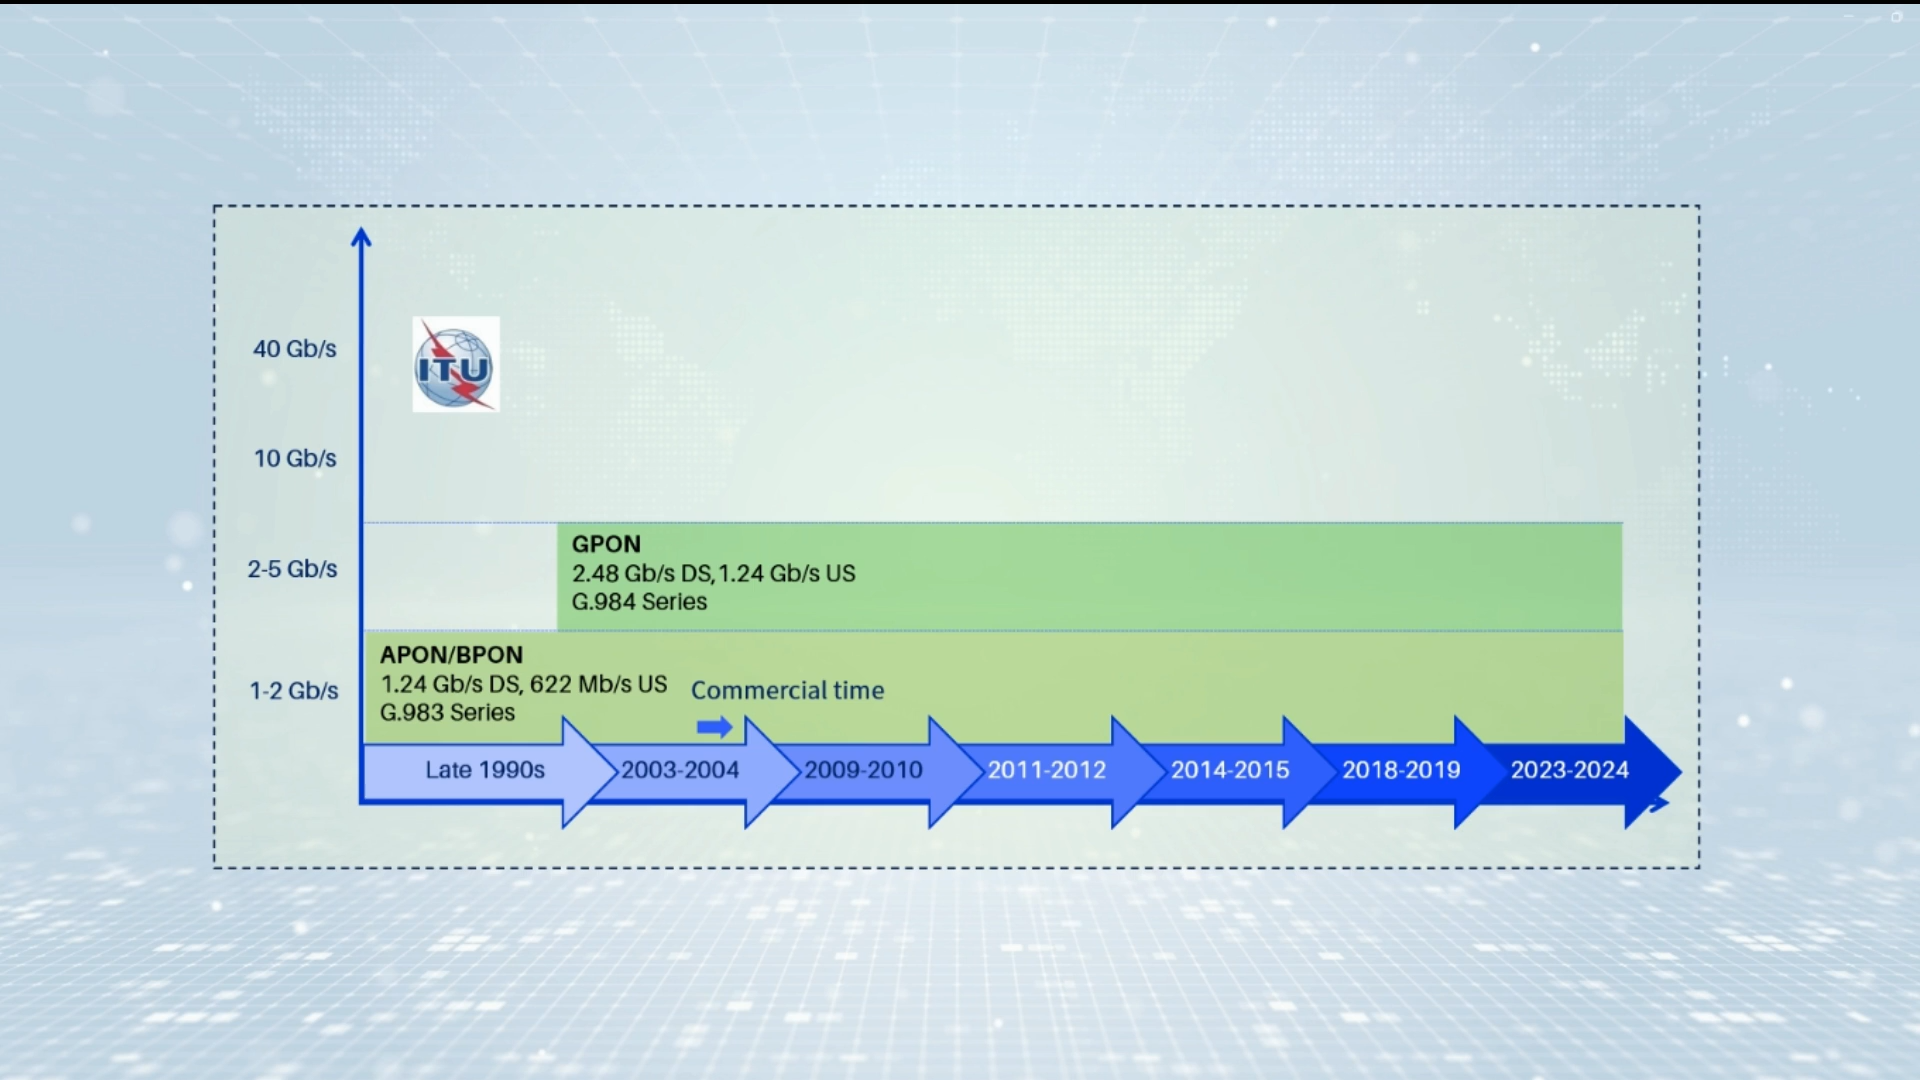 40 Gb/s
ITU
10 Gb/s
2-5 Gb/s
GPON
2.48 Gb/s DS, 1.24 Gb/s US
G.984 Series
1-2 Gb/s
APON/BPON
1.24 Gb/s DS, 622 Mb/s US
G.983 Series
Commercial time
Late 1990s
2003-2004
2009-2010
2011-2012
2014-2015
2018-2019
2023-2024